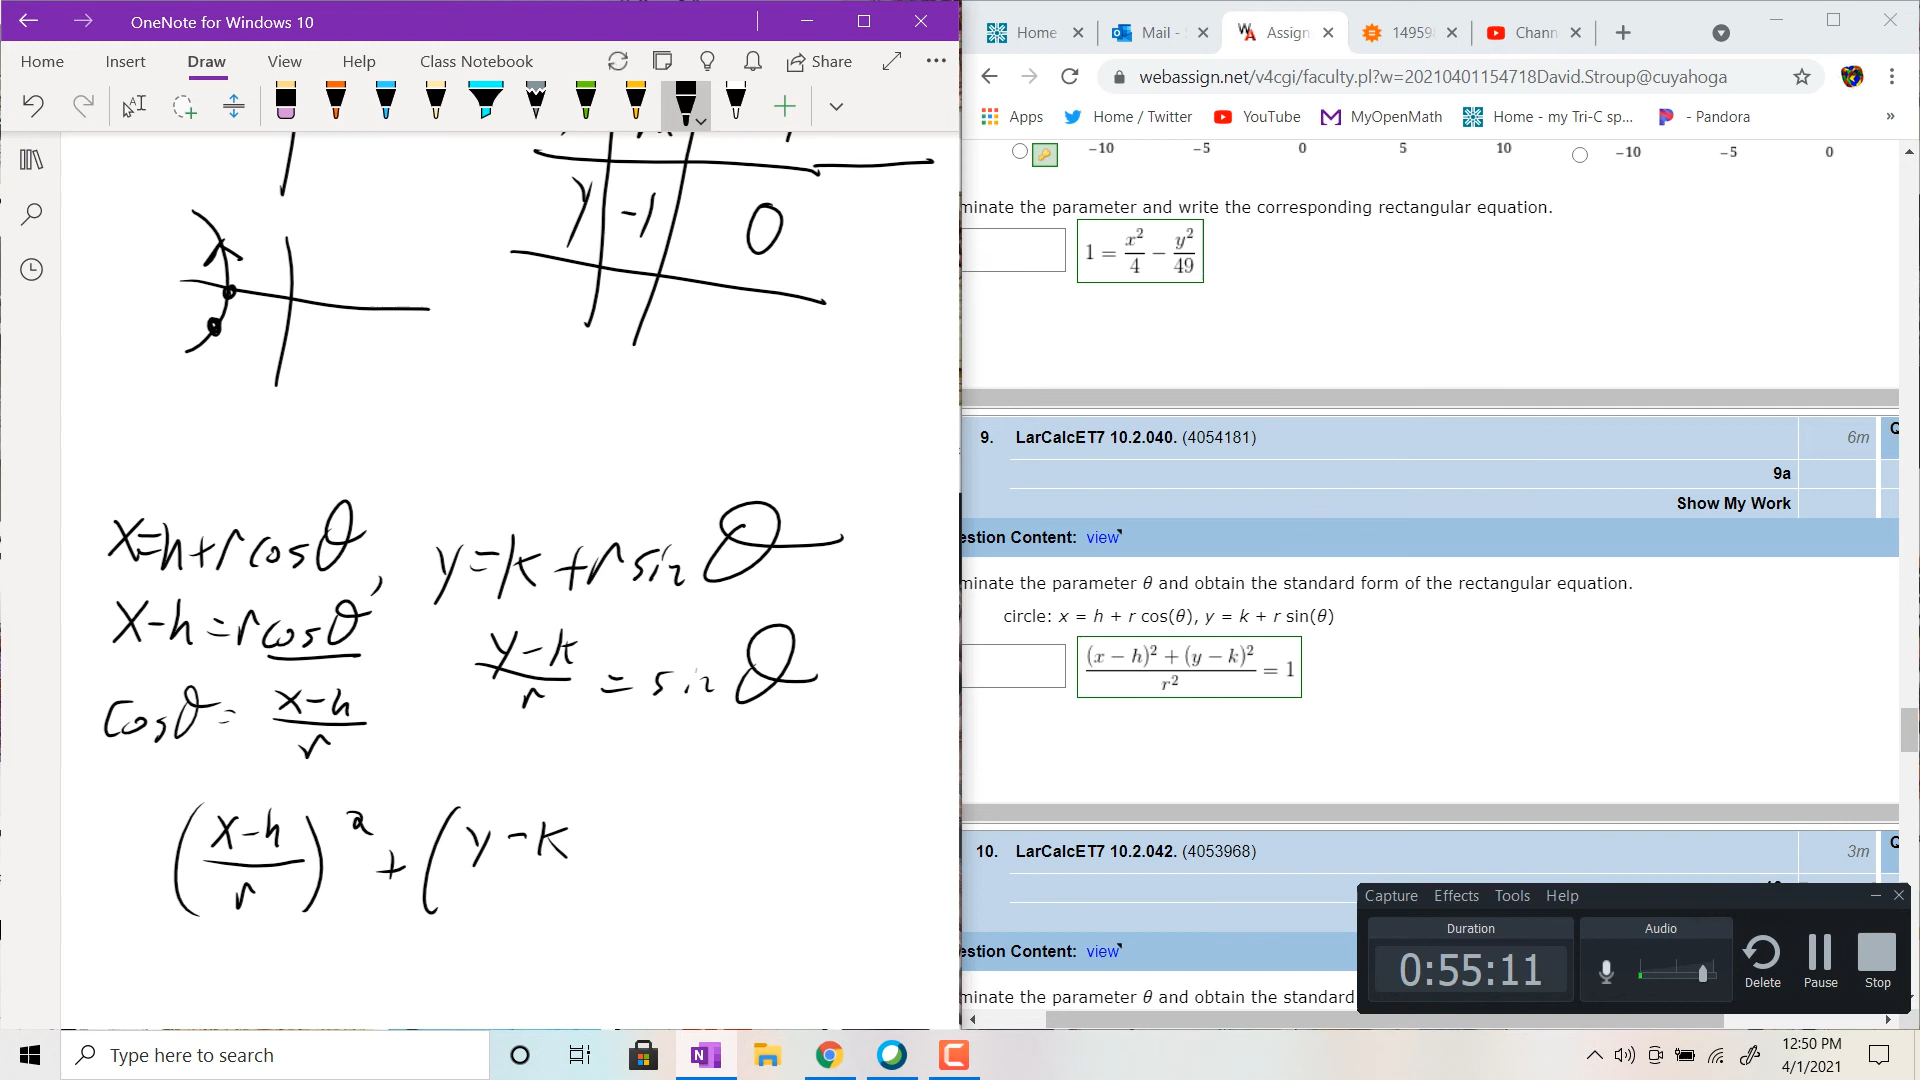 OneNote for Windows 10
Home Insert Draw View Help Class Notebook Share
y -1 0
x=h+rcosθ, y=k+rsinθ
x-h=rcosθ
y-k
r
= sinθ
cosθ= x-h
r
(x-h
r
)² + (y-k
Home Mail - Assign 1495 Chann
webassign.net/v4cgi/faculty.pl?w=20210401154718David.Stroup@cuyahoga
Apps Home / Twitter YouTube MyOpenMath Home - my Tri-C sp... - Pandora »
-10 -5 0 5 10 -10 -5 0
minate the parameter and write the corresponding rectangular equation.
1 = x²/4 − y²/49
9. LarCalcET7 10.2.040. (4054181) 6m
9a
Show My Work
estion Content: view
minate the parameter θ and obtain the standard form of the rectangular equation.
circle: x = h + r cos(θ), y = k + r sin(θ)
(x − h)² + (y − k)²
r²
= 1
10. LarCalcET7 10.2.042. (4053968) 3m
estion Content: view
minate the parameter θ and obtain the standard
Capture Effects Tools Help
Duration Audio
0:55:11
Delete Pause Stop
Type here to search
12:50 PM
4/1/2021